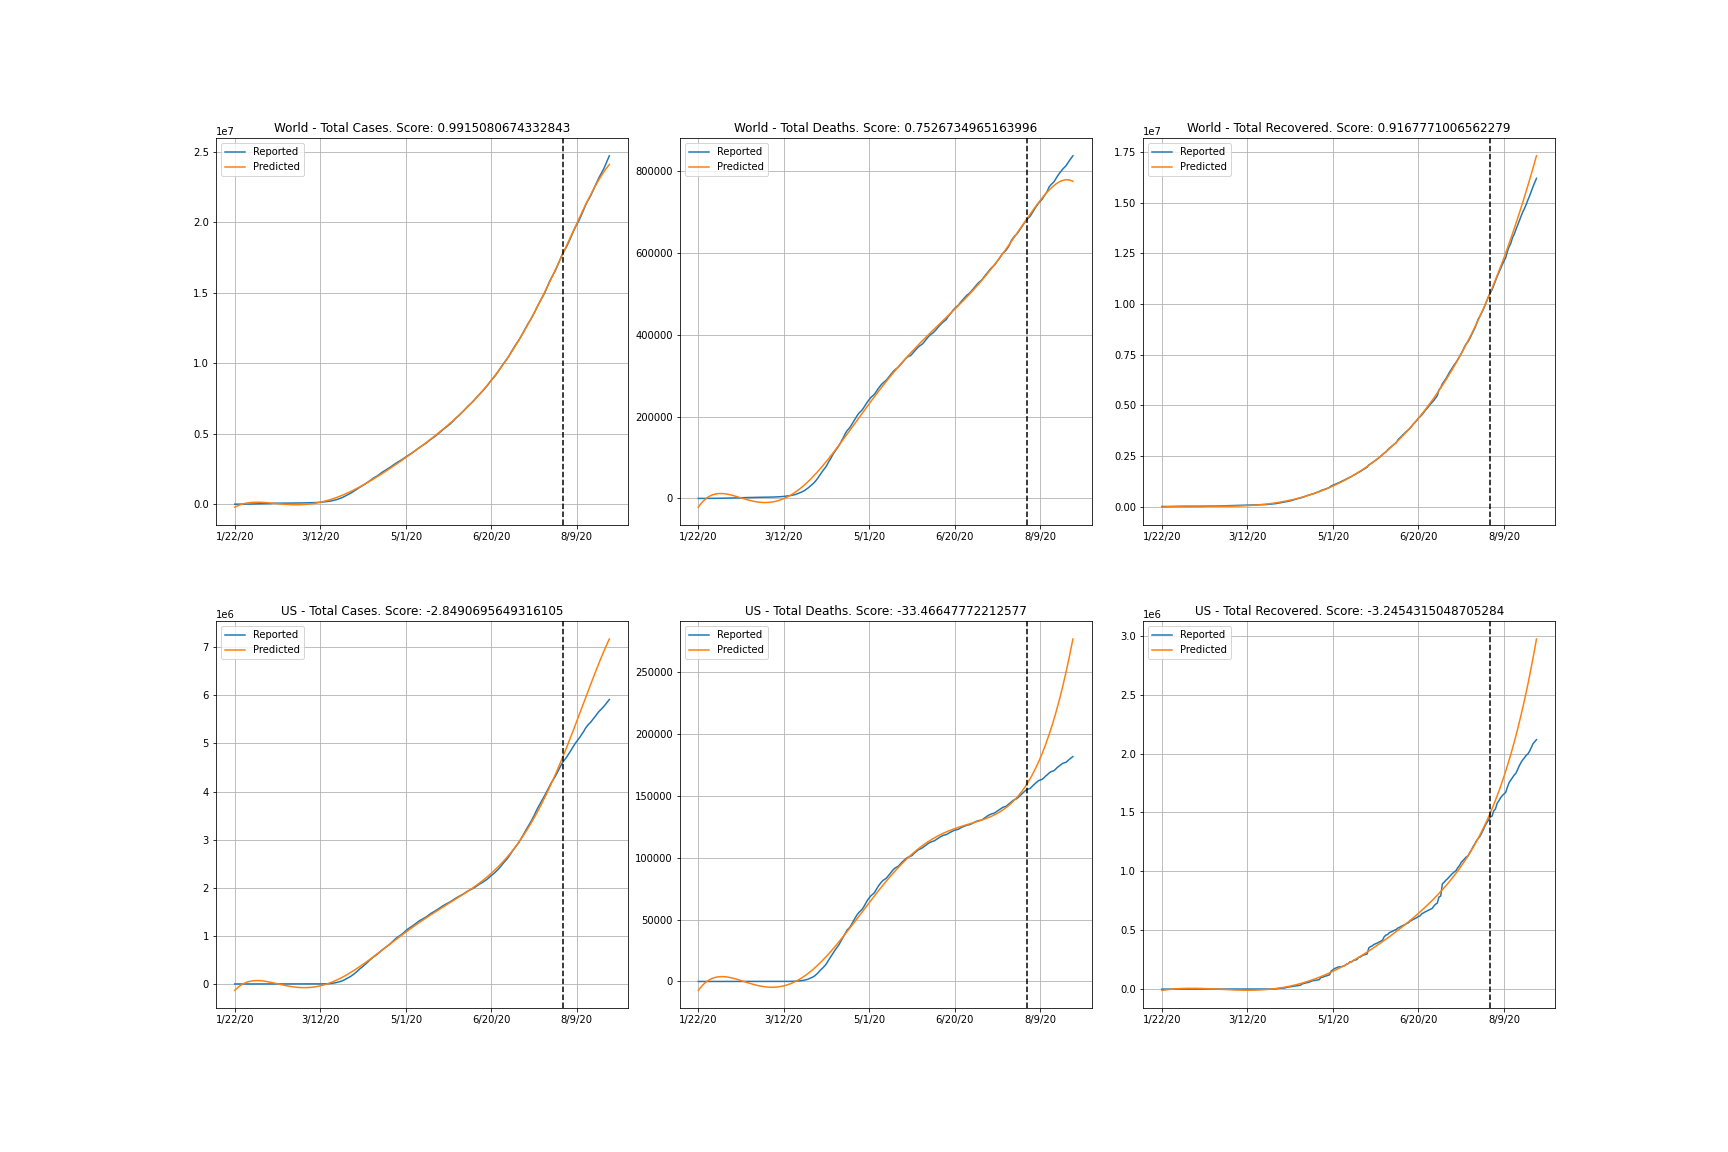 World - Total Cases. Score: 0.9915080674332843
1e7
Reported
Predicted
2.5
2.0
1.5
1.0
0.5
0.0
1/22/20 3/12/20 5/1/20 6/20/20 8/9/20
World - Total Deaths. Score: 0.7526734965163996
Reported
Predicted
800000
600000
400000
200000
0
1/22/20 3/12/20 5/1/20 6/20/20 8/9/20
World - Total Recovered. Score: 0.9167771006562279
1e7
Reported
Predicted
1.75
1.50
1.25
1.00
0.75
0.50
0.25
0.00
1/22/20 3/12/20 5/1/20 6/20/20 8/9/20
US - Total Cases. Score: -2.8490695649316105
1e6
Reported
Predicted
7
6
5
4
3
2
1
0
1/22/20 3/12/20 5/1/20 6/20/20 8/9/20
US - Total Deaths. Score: -33.46647772212577
Reported
Predicted
250000
200000
150000
100000
50000
0
1/22/20 3/12/20 5/1/20 6/20/20 8/9/20
US - Total Recovered. Score: -3.2454315048705284
1e6
Reported
Predicted
3.0
2.5
2.0
1.5
1.0
0.5
0.0
1/22/20 3/12/20 5/1/20 6/20/20 8/9/20